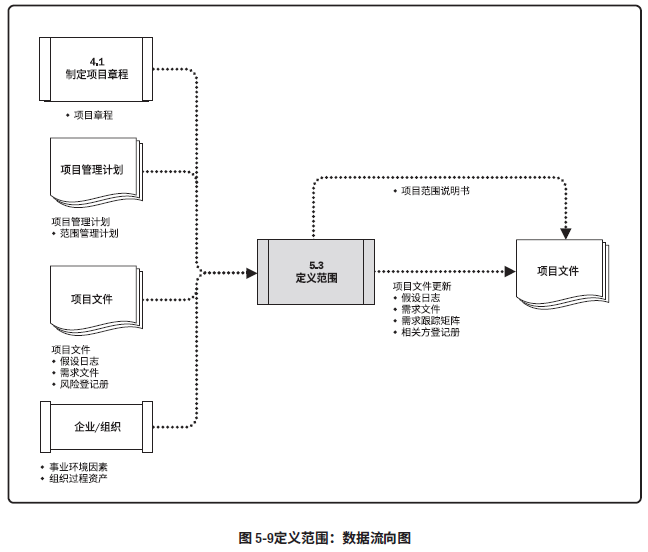 4.1
制定项目章程
• 项目章程
项目管理计划
项目管理计划
• 范围管理计划
项目文件
项目文件
• 假设日志
• 需求文件
• 风险登记册
企业/组织
• 事业环境因素
• 组织过程资产
5.3
定义范围
• 项目范围说明书
项目文件更新
• 假设日志
• 需求文件
• 需求跟踪矩阵
• 相关方登记册
项目文件
图 5-9定义范围：数据流向图